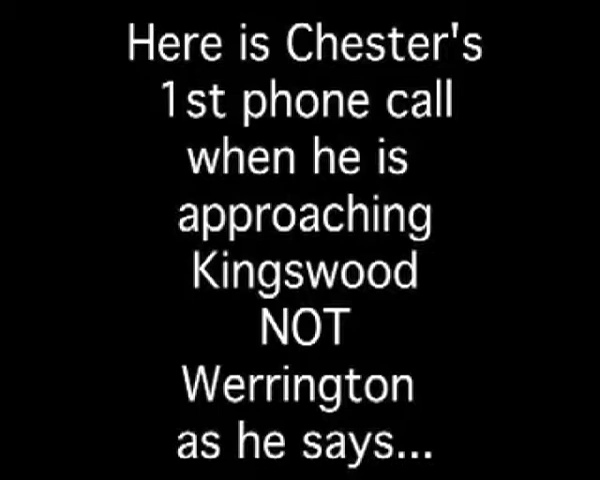 Here is Chester's
1st phone call
when he is
approaching
Kingswood
NOT
Werrington
as he says...